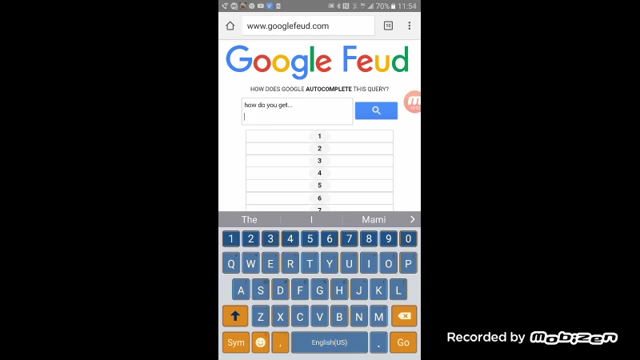 70% 11:54
www.googlefeud.com
Google Feud
HOW DOES GOOGLE AUTOCOMPLETE THIS QUERY?
how do you get...
1
2
3
4
5
6
7
The I Mami
1 2 3 4 5 6 7 8 9 0
Q W E R T Y U I O P
A S D F G H J K L
Z X C V B N M
Sym , English(US) . Go
Recorded by Mobizen